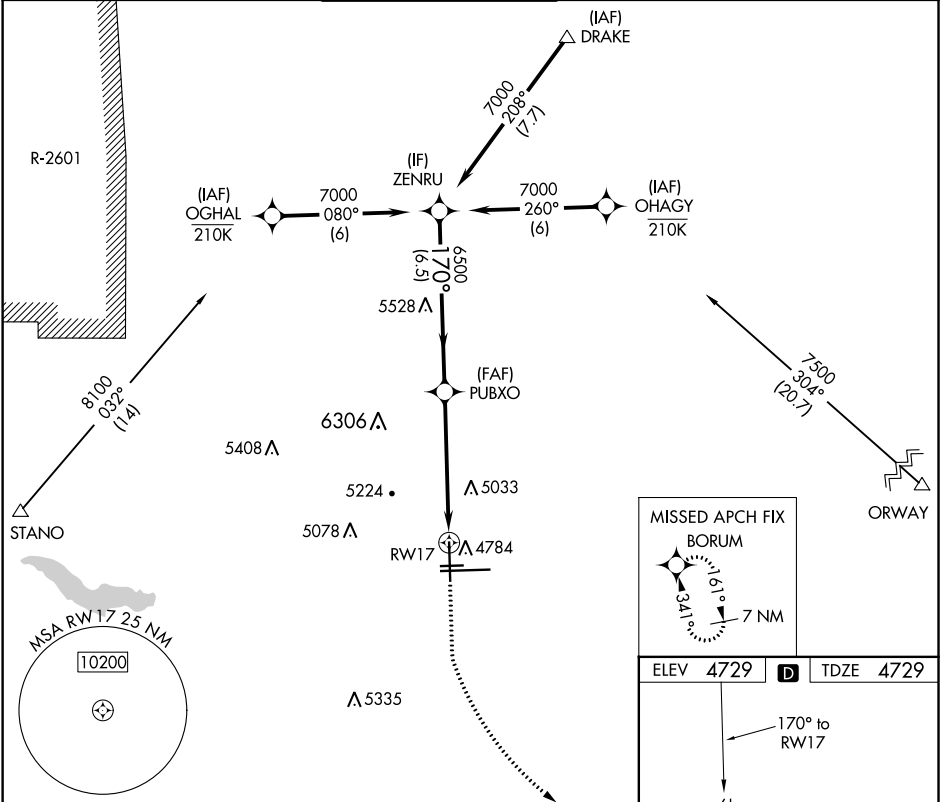 (IAF)
DRAKE
7000
208°
(7.7)
R-2601
(IF)
ZENRU
(IAF)
OGHAL
210K
7000
080°
(6)
7000
260°
(6)
(IAF)
OHAGY
210K
6500
170°
(6.5)
5528
8100
032°
(14)
(FAF)
PUBXO
7500
304°
(20.7)
6306
5408
5224
5033
STANO
5078
RW17
4784
ORWAY
MISSED APCH FIX
BORUM
161°
341°
7 NM
MSA RW17 25 NM
10200
5335
ELEV 4729 D TDZE 4729
170° to
RW17